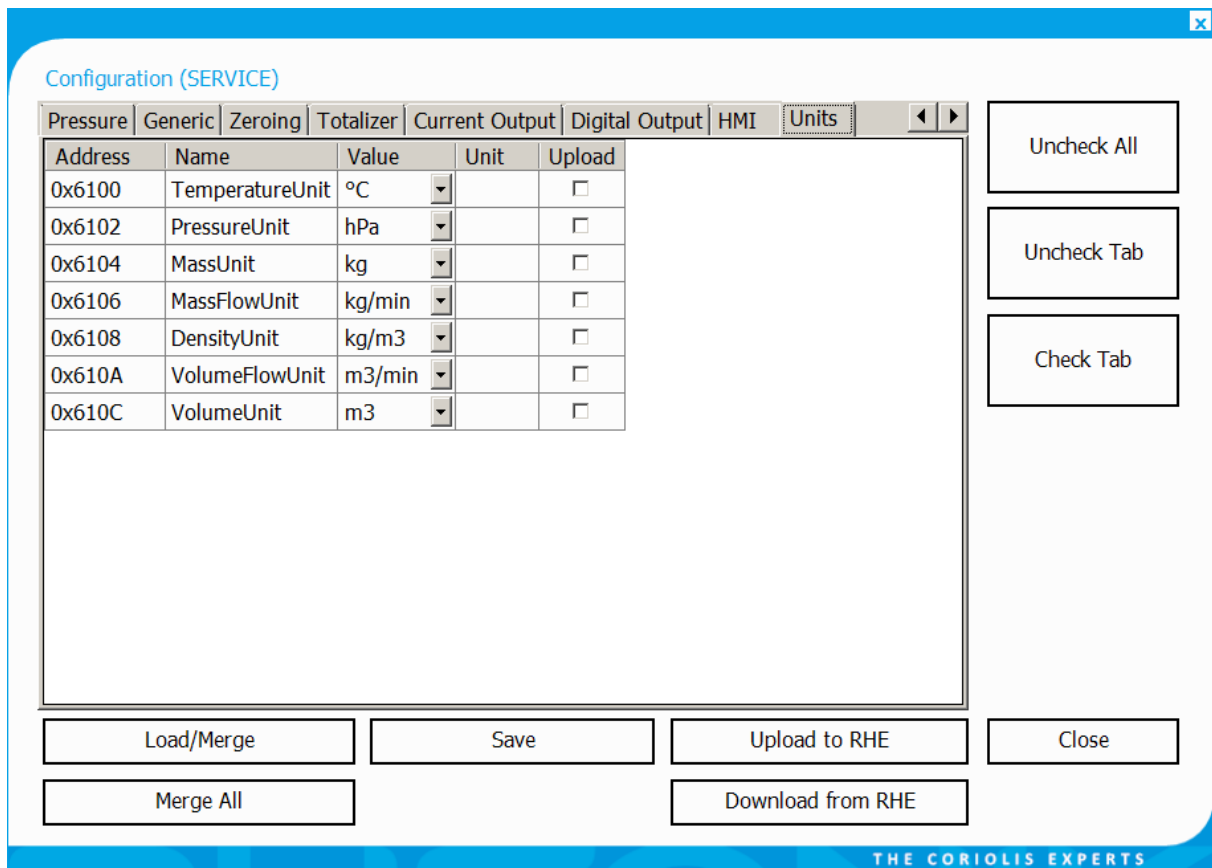 x
Configuration (SERVICE)
Pressure Generic Zeroing Totalizer Current Output Digital Output HMI Units
Address Name Value Unit Upload
0x6100 TemperatureUnit °C
0x6102 PressureUnit hPa
0x6104 MassUnit kg
0x6106 MassFlowUnit kg/min
0x6108 DensityUnit kg/m3
0x610A VolumeFlowUnit m3/min
0x610C VolumeUnit m3
Uncheck All
Uncheck Tab
Check Tab
Load/Merge Save Upload to RHE Close
Merge All Download from RHE
THE CORIOLIS EXPERTS